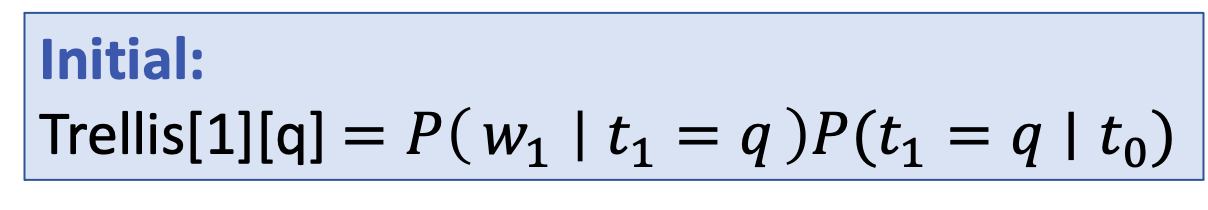 Initial:
Trellis[1][q] = P( w₁ | t₁ = q )P(t₁ = q | t₀)